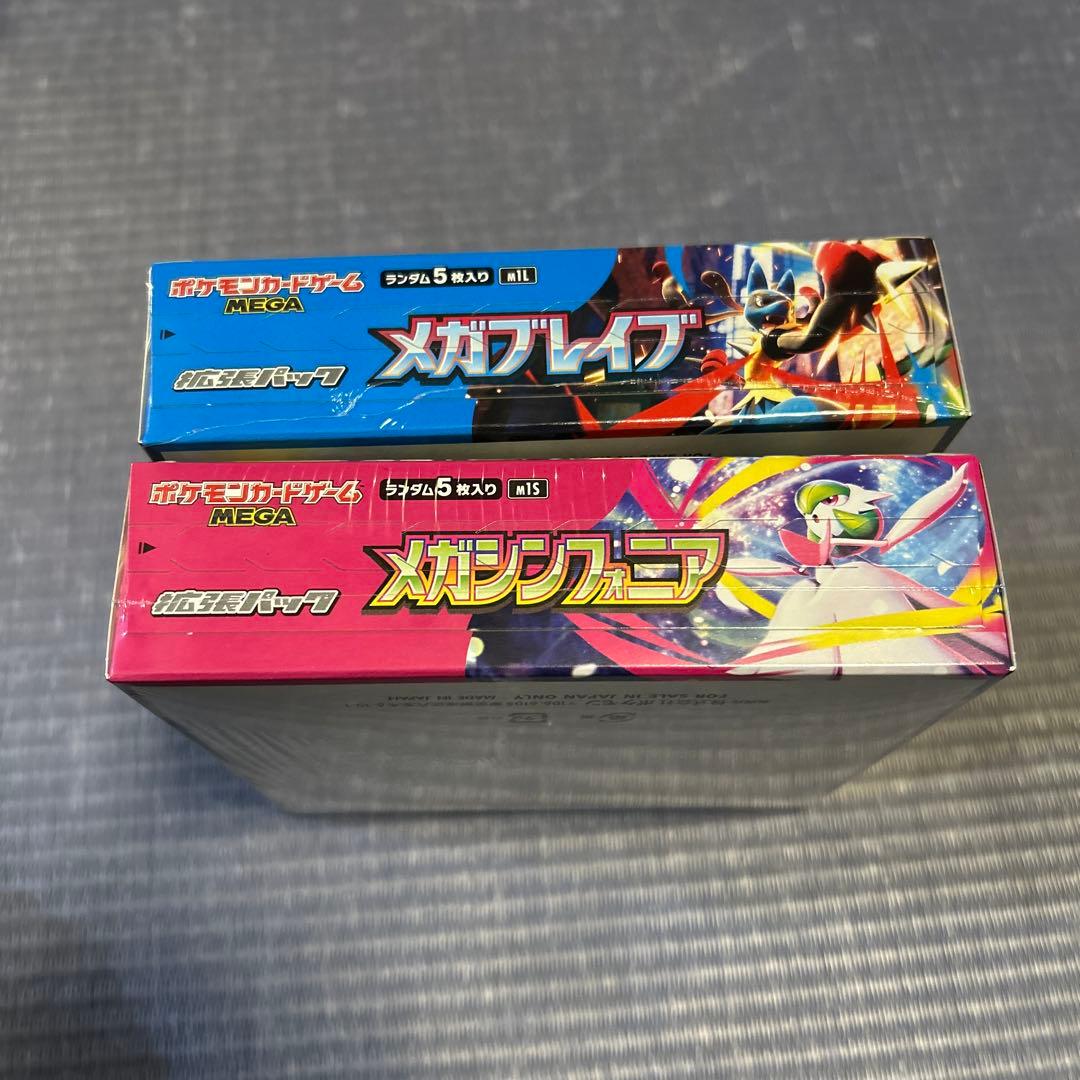 ポケモンカードゲーム
MEGA
ランダム5枚入り M1L
メガブレイブ
拡張パック
ポケモンカードゲーム
MEGA
ランダム5枚入り M1S
メガシンフォニア
拡張パック
FOR SALE IN JAPAN ONLY MADE IN JAPAN